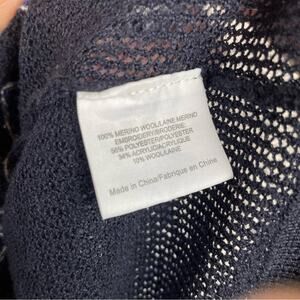 100% MERINO WOOL/LAINE MERINO
EMBROIDERY/BRODERIE:
56% POLYESTER/POLYESTER
34% ACRYLIC/ACRYLIQUE
10% WOOL/LAINE
Made in China/Fabrique en Chine